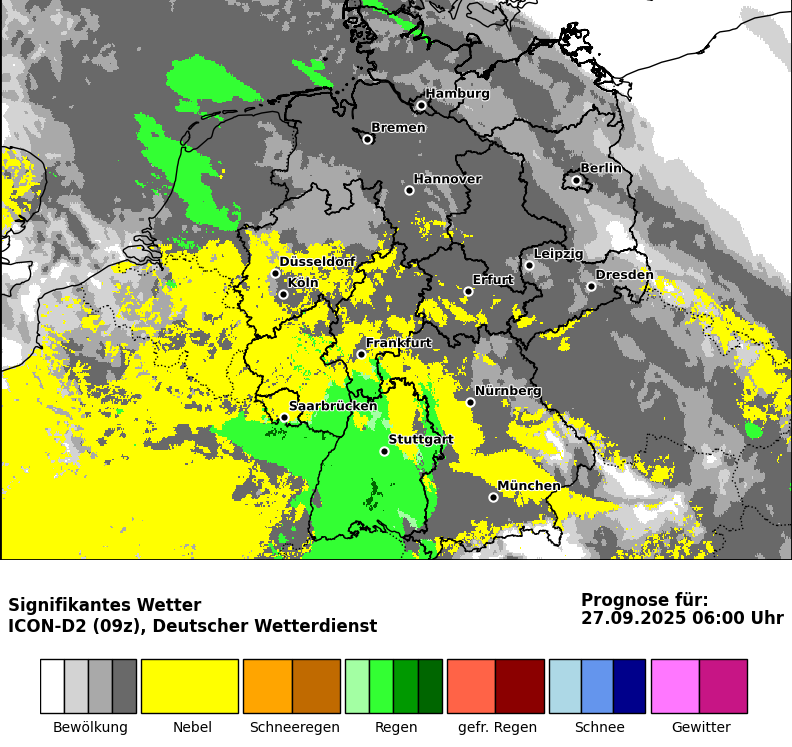 Hamburg
Bremen
Berlin
Hannover
Düsseldorf
Leipzig
Köln
Erfurt
Dresden
Frankfurt
Nürnberg
Saarbrücken
Stuttgart
München
Signifikantes Wetter
ICON-D2 (09z), Deutscher Wetterdienst
Prognose für:
27.09.2025 06:00 Uhr
Bewölkung Nebel Schneeregen Regen gefr. Regen Schnee Gewitter